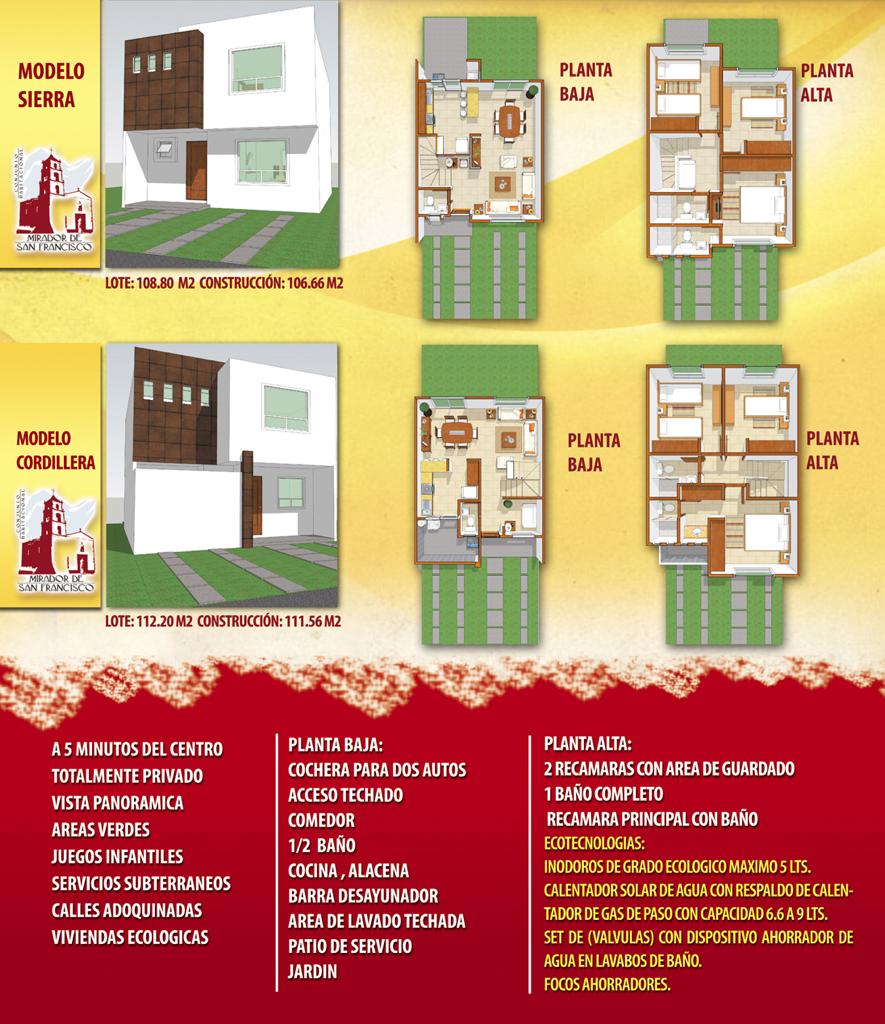 MODELO
SIERRA
CONJUNTO
HABITACIONAL
MIRADOR DE
SAN FRANCISCO
PLANTA
BAJA
PLANTA
ALTA
LOTE: 108.80 M2 CONSTRUCCIÓN: 106.66 M2
MODELO
CORDILLERA
CONJUNTO
HABITACIONAL
MIRADOR DE
SAN FRANCISCO
PLANTA
BAJA
PLANTA
ALTA
LOTE: 112.20 M2 CONSTRUCCIÓN: 111.56 M2
A 5 MINUTOS DEL CENTRO
TOTALMENTE PRIVADO
VISTA PANORAMICA
AREAS VERDES
JUEGOS INFANTILES
SERVICIOS SUBTERRANEOS
CALLES ADOQUINADAS
VIVIENDAS ECOLOGICAS
PLANTA BAJA:
COCHERA PARA DOS AUTOS
ACCESO TECHADO
COMEDOR
1/2 BAÑO
COCINA , ALACENA
BARRA DESAYUNADOR
AREA DE LAVADO TECHADA
PATIO DE SERVICIO
JARDIN
PLANTA ALTA:
2 RECAMARAS CON AREA DE GUARDADO
1 BAÑO COMPLETO
RECAMARA PRINCIPAL CON BAÑO
ECOTECNOLOGIAS:
INODOROS DE GRADO ECOLOGICO MAXIMO 5 LTS.
CALENTADOR SOLAR DE AGUA CON RESPALDO DE CALEN-
TADOR DE GAS DE PASO CON CAPACIDAD 6.6 A 9 LTS.
SET DE (VALVULAS) CON DISPOSITIVO AHORRADOR DE
AGUA EN LAVABOS DE BAÑO.
FOCOS AHORRADORES.